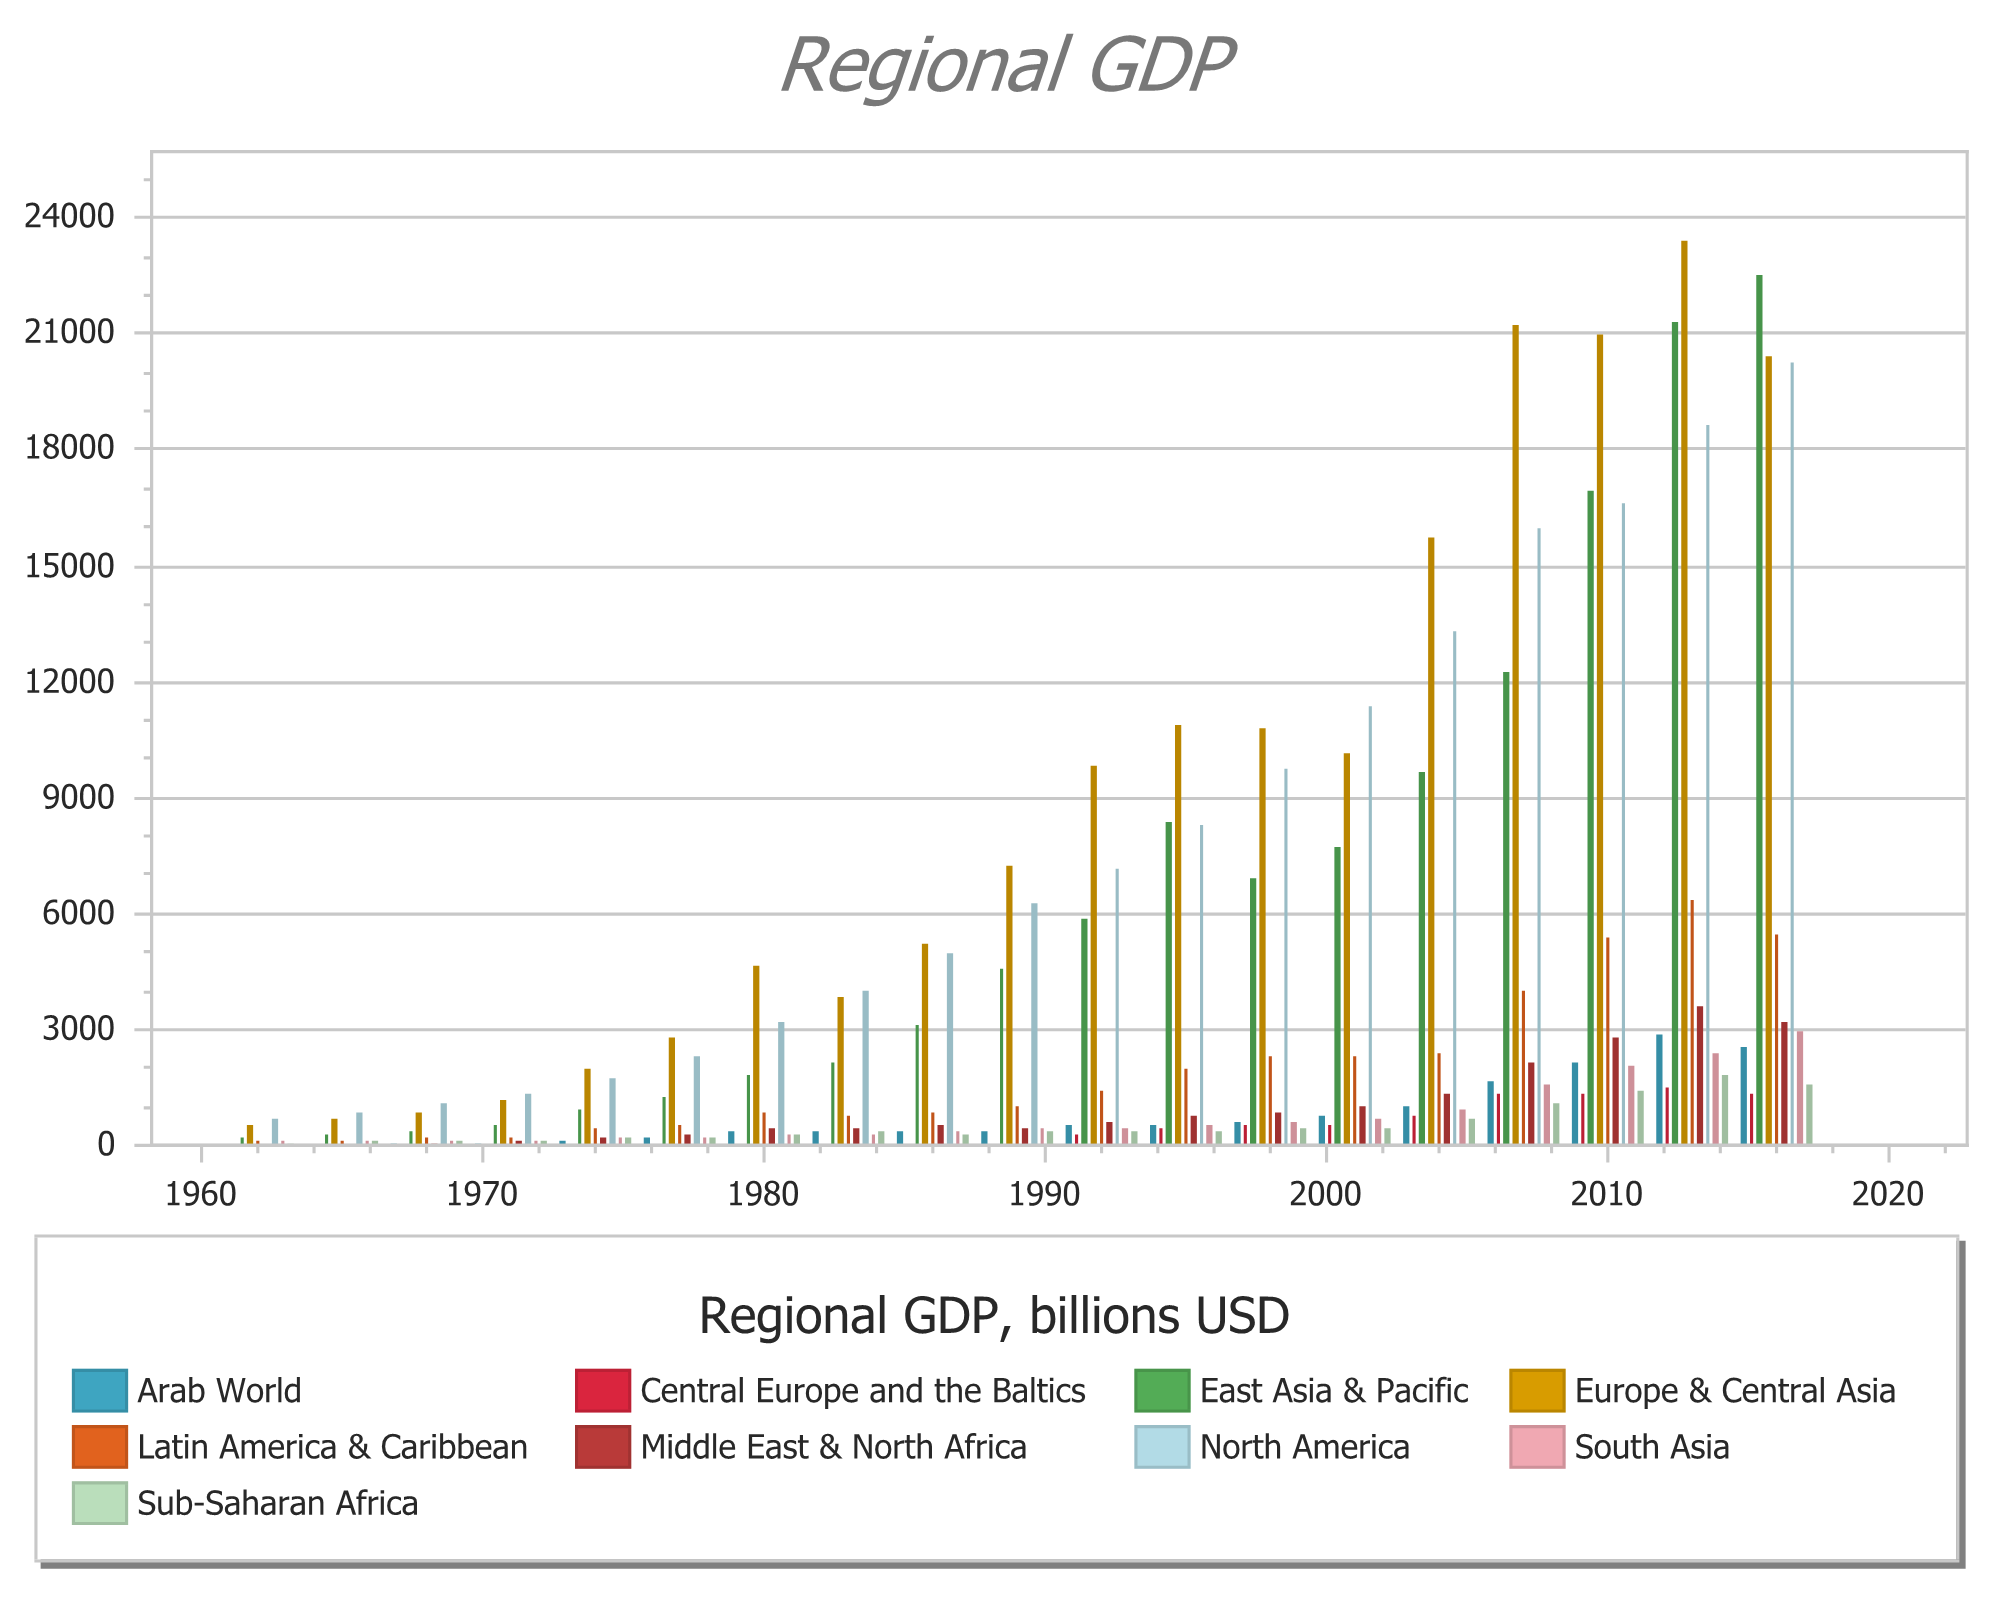 Regional GDP
24000
21000
18000
15000
12000
9000
6000
3000
0
1960 1970 1980 1990 2000 2010 2020
Regional GDP, billions USD
Arab World Central Europe and the Baltics East Asia & Pacific Europe & Central Asia
Latin America & Caribbean Middle East & North Africa North America South Asia
Sub-Saharan Africa